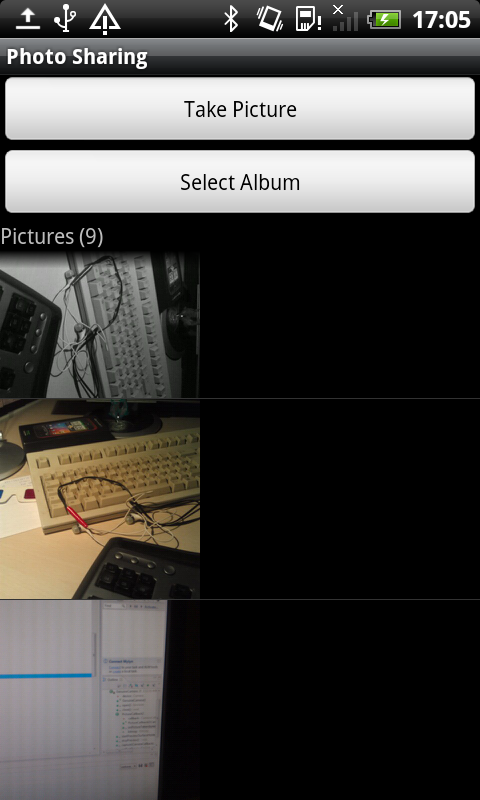 17:05
Photo Sharing
Take Picture
Select Album
Pictures (9)